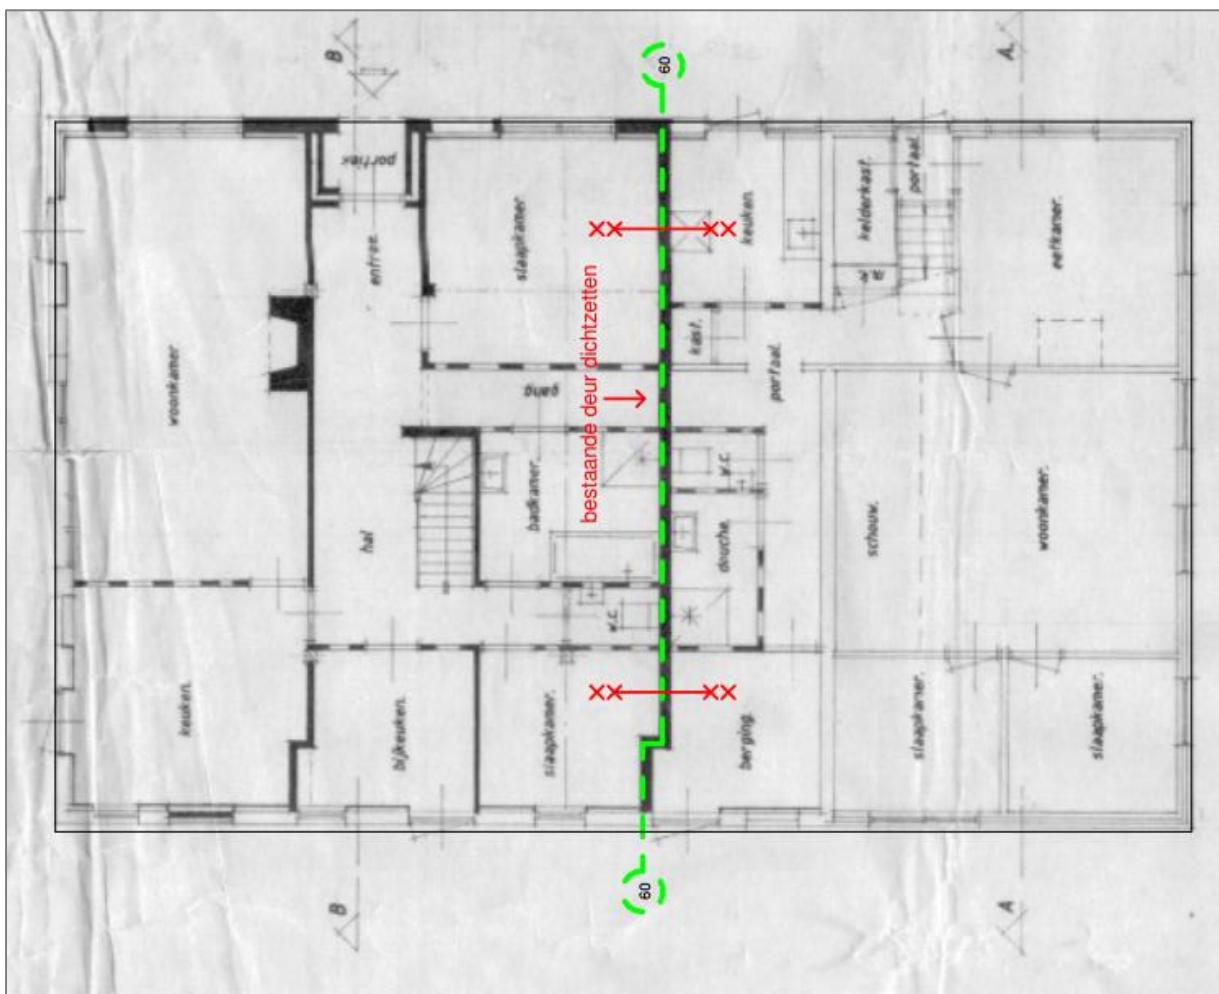 B
A.
60
portiek
portaal.
kelderkast.
keuken.
eetkamer.
slaapkamer
entree.
m.k.
kast.
woonkamer
bestaande deur dichtzetten
gang
portaal.
w.c.
badkamer.
douche.
schouw.
woonkamer.
hal
w.c.
keuken.
bijkeuken.
slaapkamer.
berging.
slaapkamer.
slaapkamer.
60
B
A